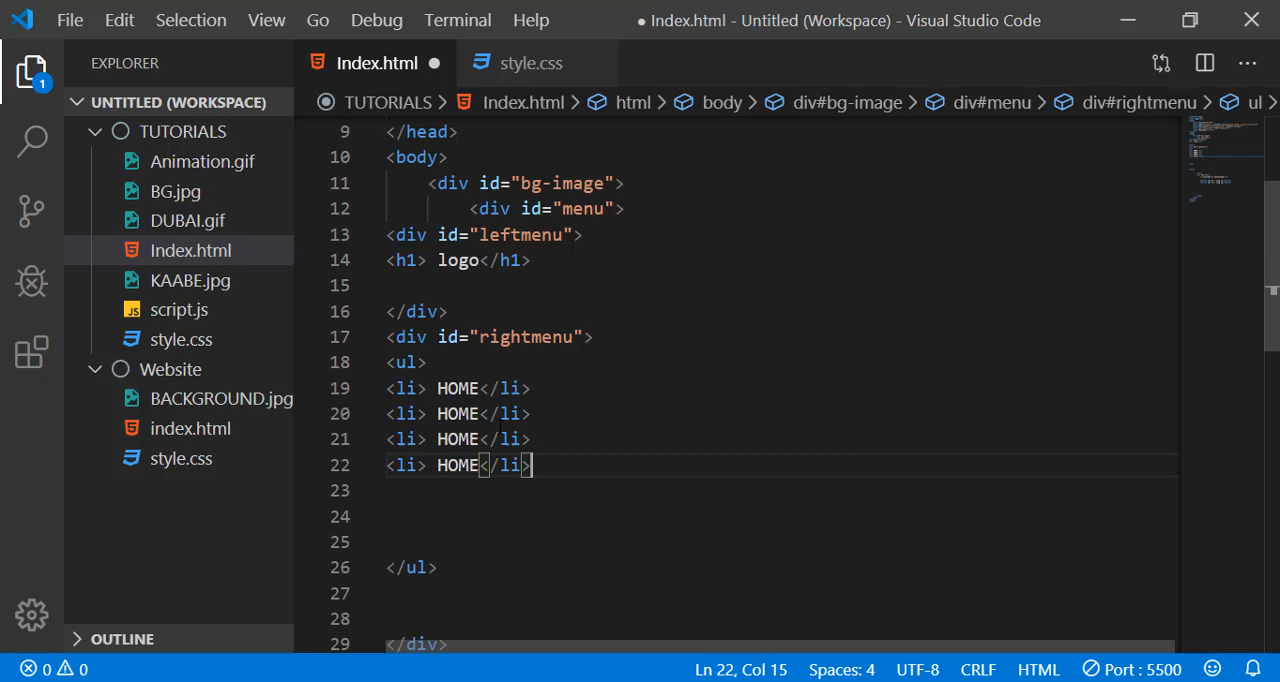 File Edit Selection View Go Debug Terminal Help ● Index.html - Untitled (Workspace) - Visual Studio Code
EXPLORER
Index.html
style.css
1
UNTITLED (WORKSPACE)
TUTORIALS
Animation.gif
BG.jpg
DUBAI.gif
Index.html
KAABE.jpg
JS script.js
style.css
Website
BACKGROUND.jpg
index.html
style.css
OUTLINE
TUTORIALS > Index.html > html > body > div#bg-image > div#menu > div#rightmenu > ul >
9 </head>
10 <body>
11 <div id="bg-image">
12 <div id="menu">
13 <div id="leftmenu">
14 <h1> logo</h1>
15
16 </div>
17 <div id="rightmenu">
18 <ul>
19 <li> HOME</li>
20 <li> HOME</li>
21 <li> HOME</li>
22 <li> HOME</li>
23
24
25
26 </ul>
27
28
29 </div>
0 0 Ln 22, Col 15 Spaces: 4 UTF-8 CRLF HTML Port : 5500